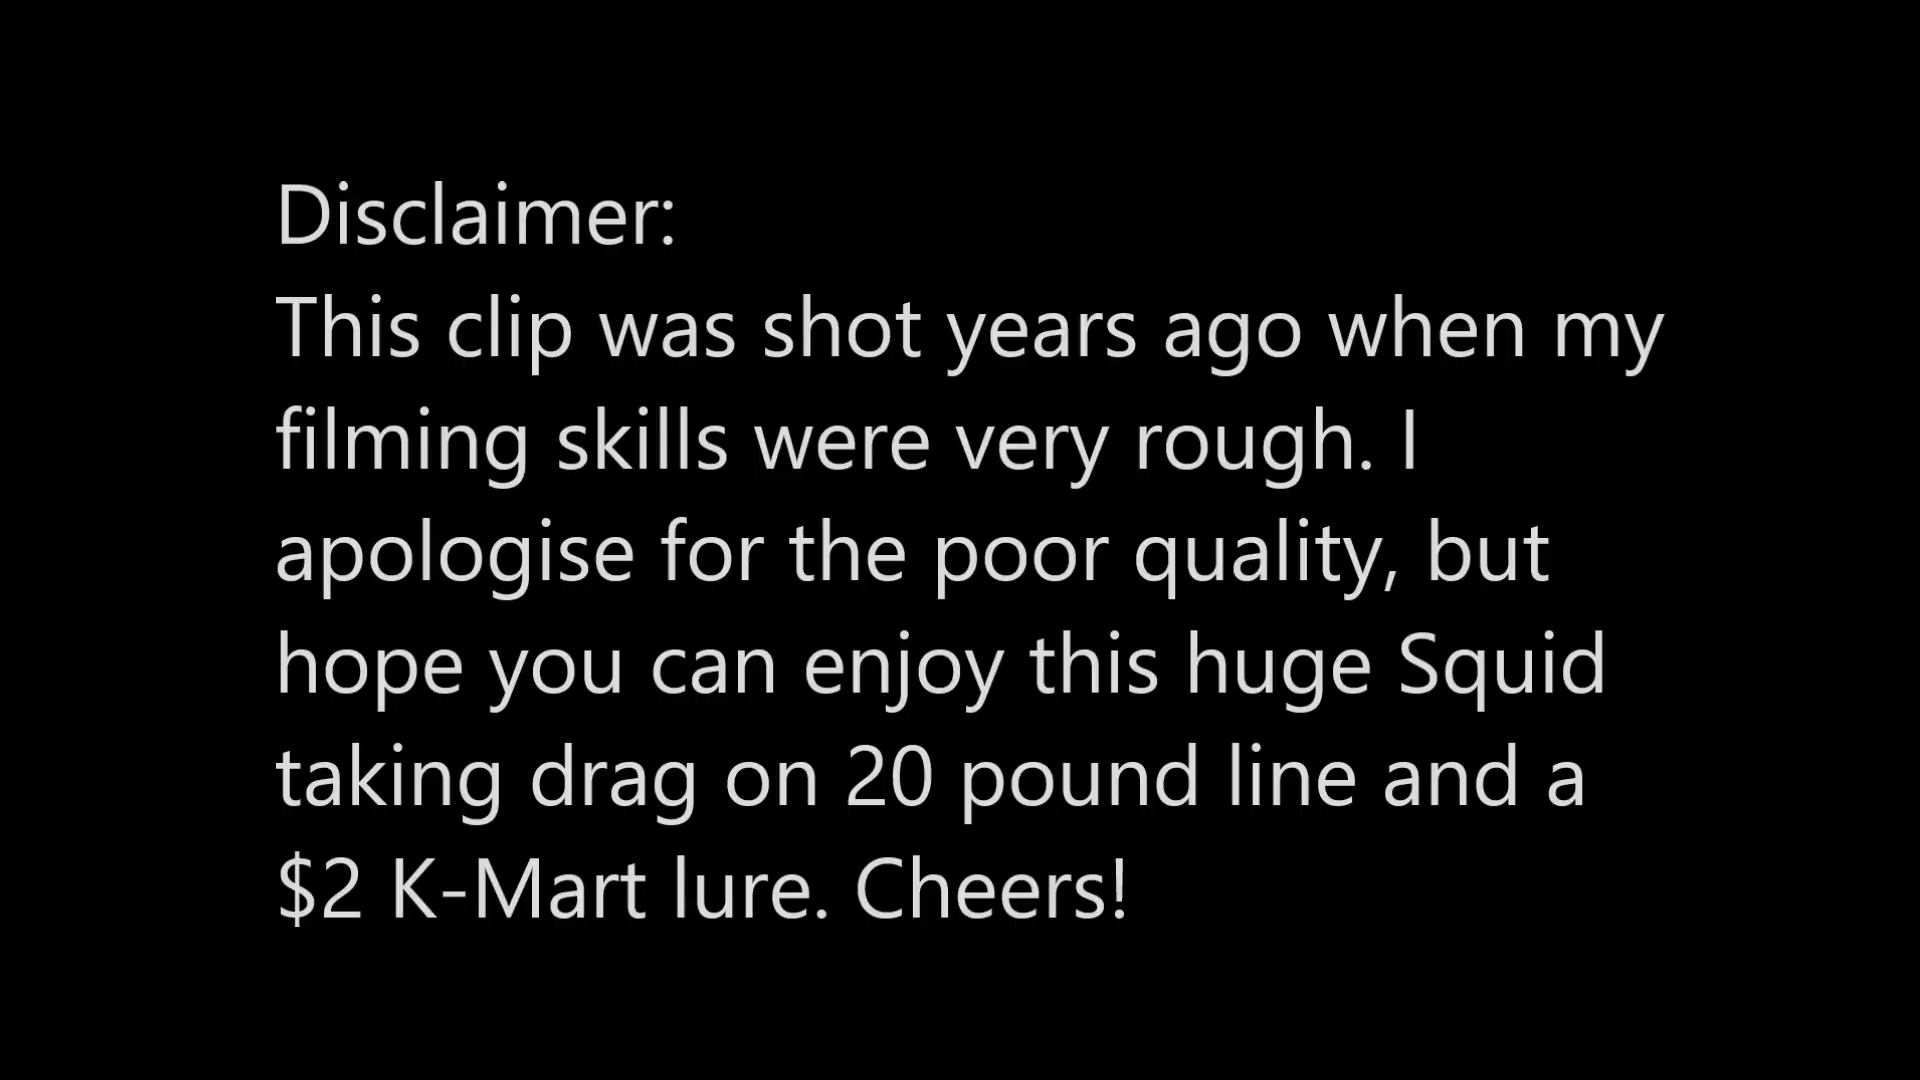 Disclaimer:
This clip was shot years ago when my
filming skills were very rough. I
apologise for the poor quality, but
hope you can enjoy this huge Squid
taking drag on 20 pound line and a
$2 K-Mart lure. Cheers!